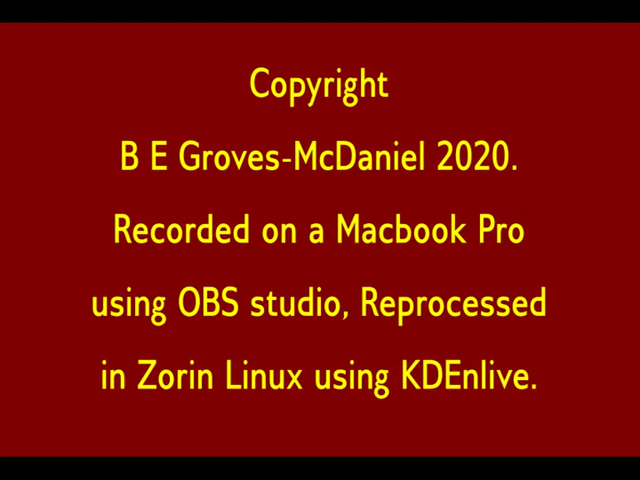 Copyright
B E Groves-McDaniel 2020.
Recorded on a Macbook Pro
using OBS studio, Reprocessed
in Zorin Linux using KDEnlive.